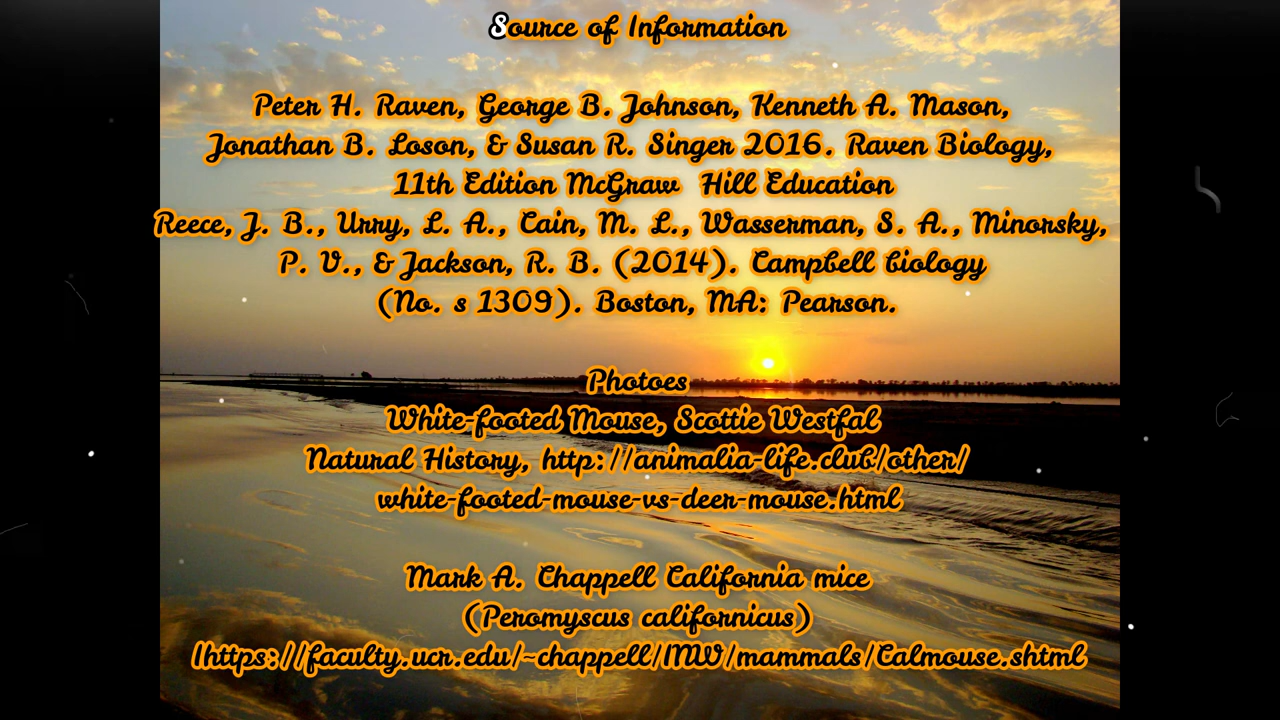 Source of Information
Peter H. Raven, George B. Johnson, Kenneth A. Mason,
Jonathan B. Loson, & Susan R. Singer 2016. Raven Biology,
11th Edition McGraw Hill Education
Reece, J. B., Urry, L. A., Cain, M. L., Wasserman, S. A., Minorsky,
P. V., & Jackson, R. B. (2014). Campbell biology
(No. s 1309). Boston, MA: Pearson.
Photoes
White-footed Mouse, Scottie Westfal
Natural History, http://animalia-life.club/other/
white-footed-mouse-vs-deer-mouse.html
Mark A. Chappell California mice
(Peromyscus californicus)
lhttps://faculty.ucr.edu/~chappell/INW/mammals/Calmouse.shtml